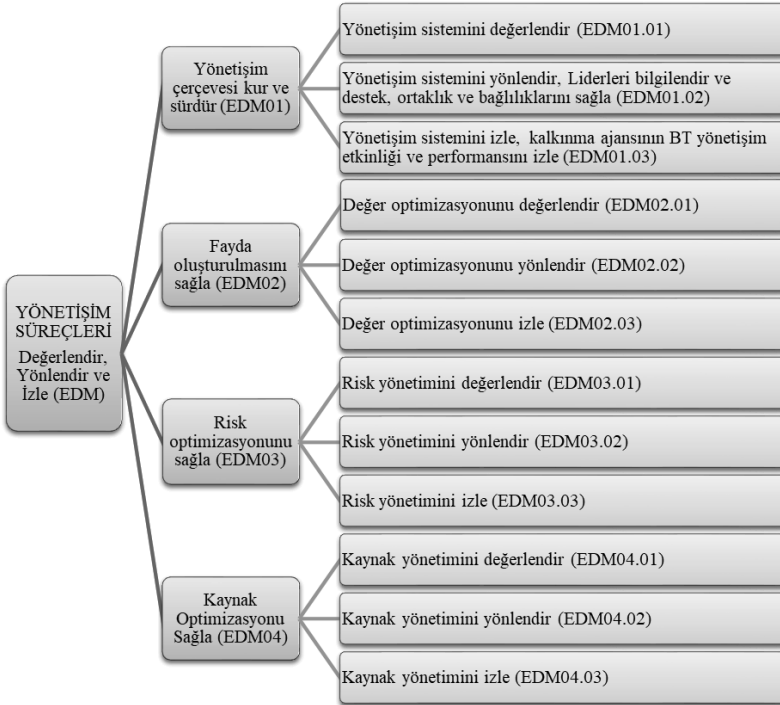 YÖNETİŞİM
SÜREÇLERİ
Değerlendir,
Yönlendir ve
İzle (EDM)
Yönetişim
çerçevesi kur ve
sürdür (EDM01)
Yönetişim sistemini değerlendir (EDM01.01)
Yönetişim sistemini yönlendir, Liderleri bilgilendir ve
destek, ortaklık ve bağlılıklarını sağla (EDM01.02)
Yönetişim sistemini izle, kalkınma ajansının BT yönetişim
etkinliği ve performansını izle (EDM01.03)
Fayda
oluşturulmasını
sağla (EDM02)
Değer optimizasyonunu değerlendir (EDM02.01)
Değer optimizasyonunu yönlendir (EDM02.02)
Değer optimizasyonunu izle (EDM02.03)
Risk
optimizasyonunu
sağla (EDM03)
Risk yönetimini değerlendir (EDM03.01)
Risk yönetimini yönlendir (EDM03.02)
Risk yönetimini izle (EDM03.03)
Kaynak
Optimizasyonu
Sağla (EDM04)
Kaynak yönetimini değerlendir (EDM04.01)
Kaynak yönetimini yönlendir (EDM04.02)
Kaynak yönetimini izle (EDM04.03)